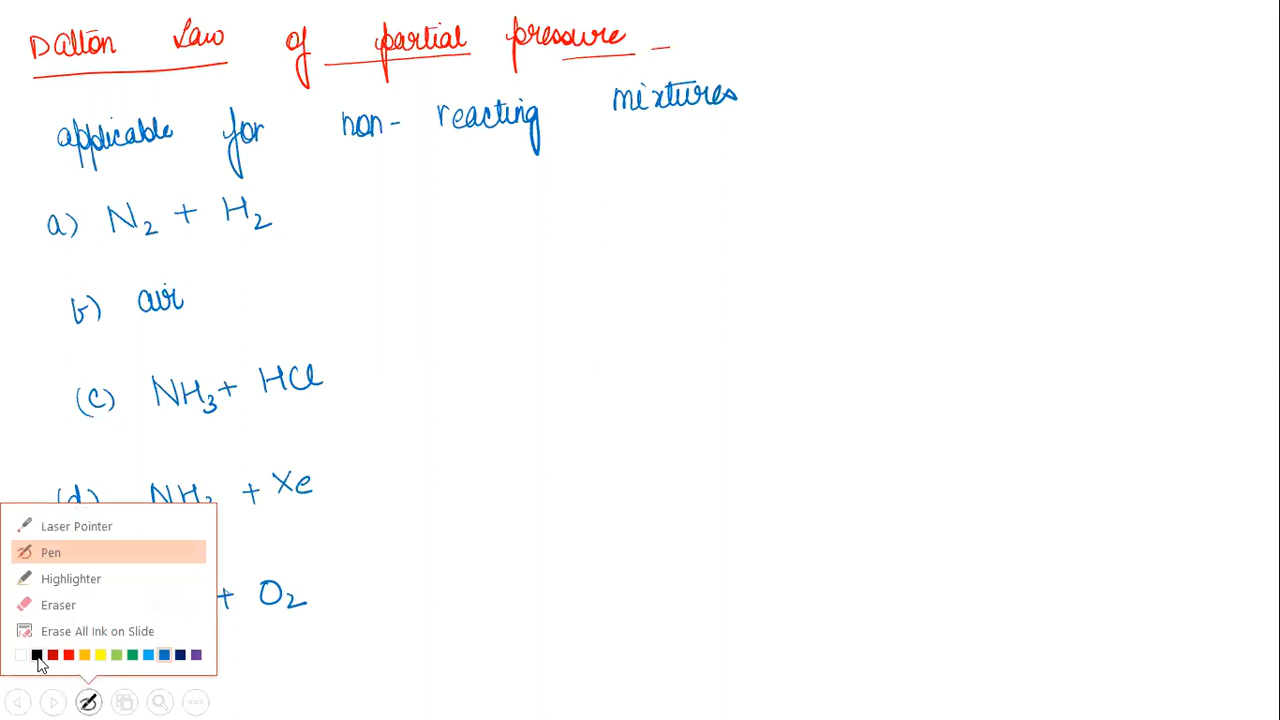 Dalton Law of partial pressure -
applicable for non-reacting mixtures
a) N₂ + H₂
b) air
(c) NH₃ + HCl
(d) NH₃ + Xe
+ O₂
Laser Pointer
Pen
Highlighter
Eraser
Erase All Ink on Slide